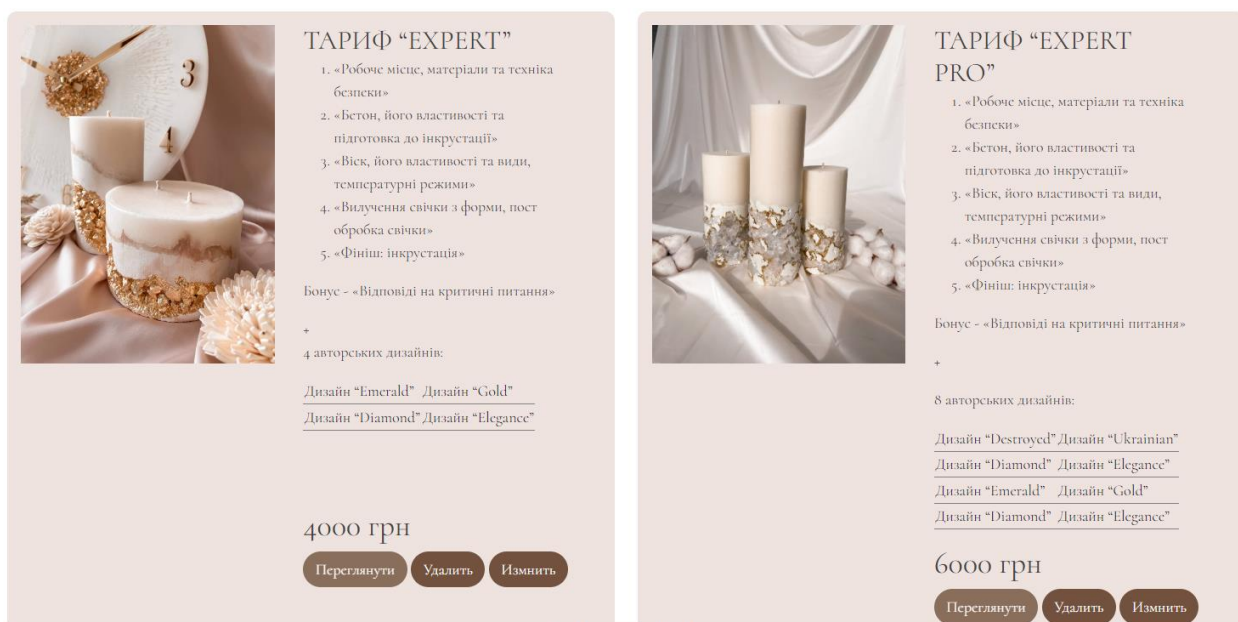 ТАРИФ “EXPERT”
1. «Робоче місце, матеріали та техніка
безпеки»
2. «Бетон, його властивості та
підготовка до інкрустації»
3. «Віск, його властивості та види,
температурні режими»
4. «Вилучення свічки з форми, пост
обробка свічки»
5. «Фініш: інкрустація»
Бонус - «Відповіді на критичні питання»
+
4 авторських дизайнів:
Дизайн “Emerald” Дизайн “Gold”
Дизайн “Diamond” Дизайн “Elegance”
4000 грн
Переглянути Удалить Измнить
ТАРИФ “EXPERT
PRO”
1. «Робоче місце, матеріали та техніка
безпеки»
2. «Бетон, його властивості та
підготовка до інкрустації»
3. «Віск, його властивості та види,
температурні режими»
4. «Вилучення свічки з форми, пост
обробка свічки»
5. «Фініш: інкрустація»
Бонус - «Відповіді на критичні питання»
+
8 авторських дизайнів:
Дизайн “Destroyed” Дизайн “Ukrainian”
Дизайн “Diamond” Дизайн “Elegance”
Дизайн “Emerald” Дизайн “Gold”
Дизайн “Diamond” Дизайн “Elegance”
6000 грн
Переглянути Удалить Измнить
3
4